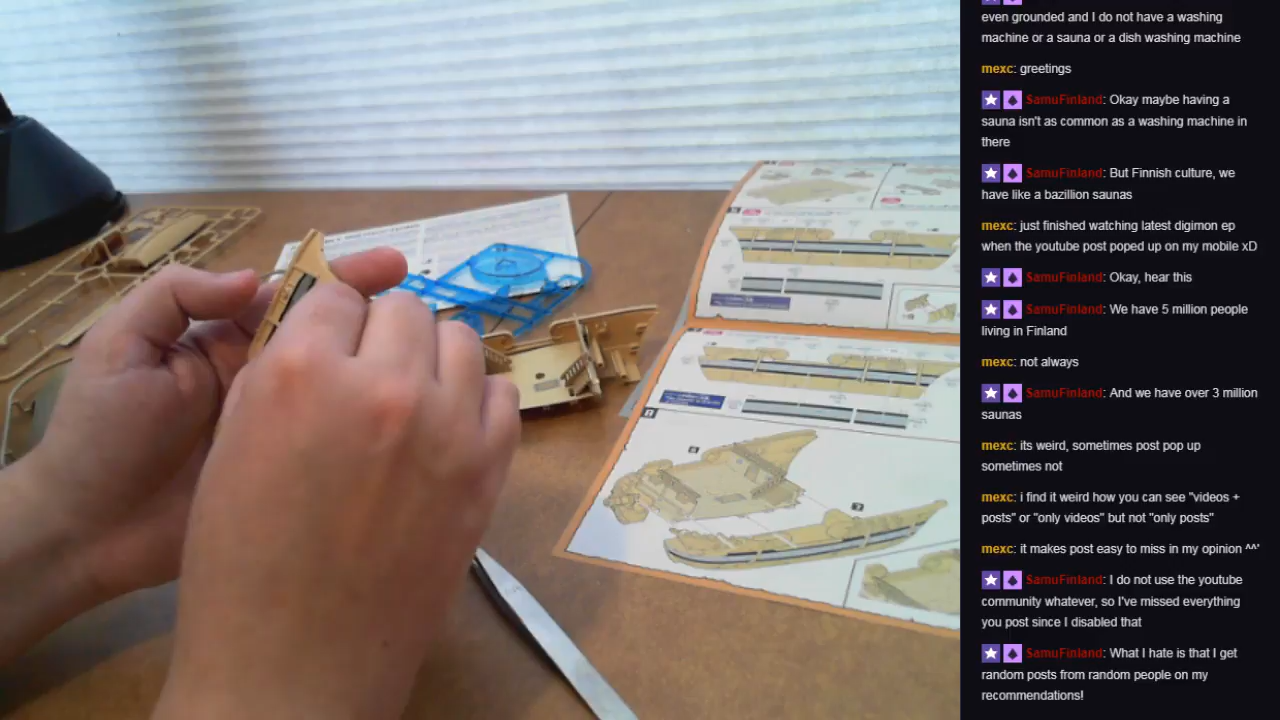 even grounded and I do not have a washing
machine or a sauna or a dish washing machine
mexc: greetings
SamuFinland: Okay maybe having a
sauna isn't as common as a washing machine in
there
SamuFinland: But Finnish culture, we
have like a bazillion saunas
mexc: just finished watching latest digimon ep
when the youtube post poped up on my mobile xD
SamuFinland: Okay, hear this
SamuFinland: We have 5 million people
living in Finland
mexc: not always
SamuFinland: And we have over 3 million
saunas
mexc: its weird, sometimes post pop up
sometimes not
mexc: i find it weird how you can see "videos +
posts" or "only videos" but not "only posts"
mexc: it makes post easy to miss in my opinion ^^'
SamuFinland: I do not use the youtube
community whatever, so I've missed everything
you post since I disabled that
SamuFinland: What I hate is that I get
random posts from random people on my
recommendations!